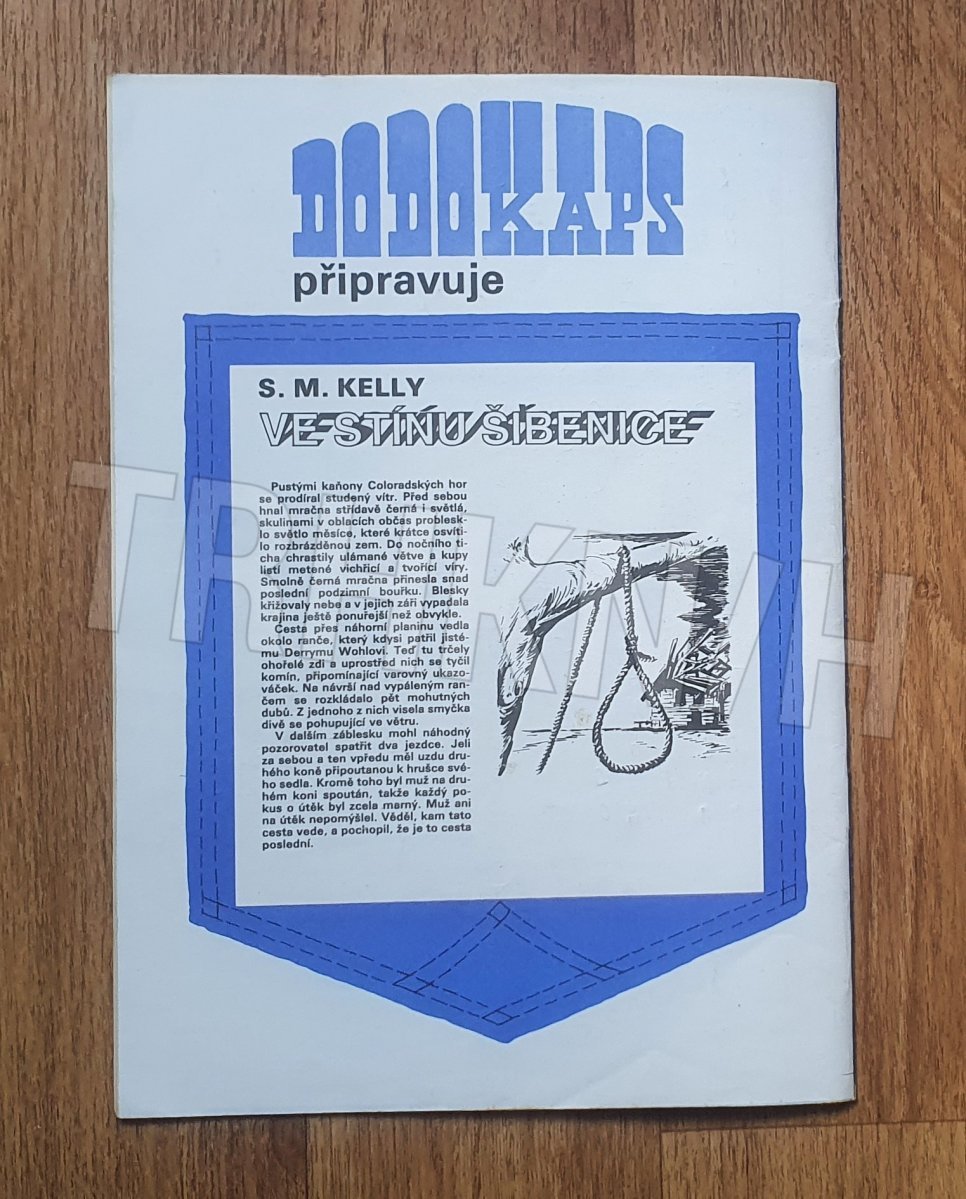 DODOKAPS
připravuje
S. M. KELLY
VE STÍNU ŠIBENICE
Pustými kaňony Coloradských hor
se prodíral studený vítr. Před sebou
hnal mračna střídavě černá i světlá,
skulinami v oblacích občas problesk-
lo světlo měsíce, které krátce osvíti-
lo rozbrázděnou zem. Do nočního ti-
cha chrastily ulámané větve a kupy
listí metené vichřicí a tvořící víry.
Smolně černá mračna přinesla snad
poslední podzimní bouřku. Blesky
křižovaly nebe a v jejich záři vypadala
krajina ještě ponuřejší než obvykle.
Cesta přes náhorní planinu vedla
okolo ranče, který kdysi patřil jisté-
mu Derrymu Wohlovi. Teď tu trčely
ohořelé zdi a uprostřed nich se tyčil
komín, připomínající varovný ukazo-
váček. Na návrší nad vypáleným ran-
čem se rozkládalo pět mohutných
dubů. Z jednoho z nich visela smyčka
divě se pohupující ve větru.
V dalším záblesku mohl náhodný
pozorovatel spatřit dva jezdce. Jeli
za sebou a ten vpředu měl uzdu dru-
hého koně připoutanou k hrušce své-
ho sedla. Kromě toho byl muž na dru-
hém koni spoután, takže každý po-
kus o útěk byl zcela marný. Muž ani
na útěk nepomýšlel. Věděl, kam tato
cesta vede, a pochopil, že je to cesta
poslední.